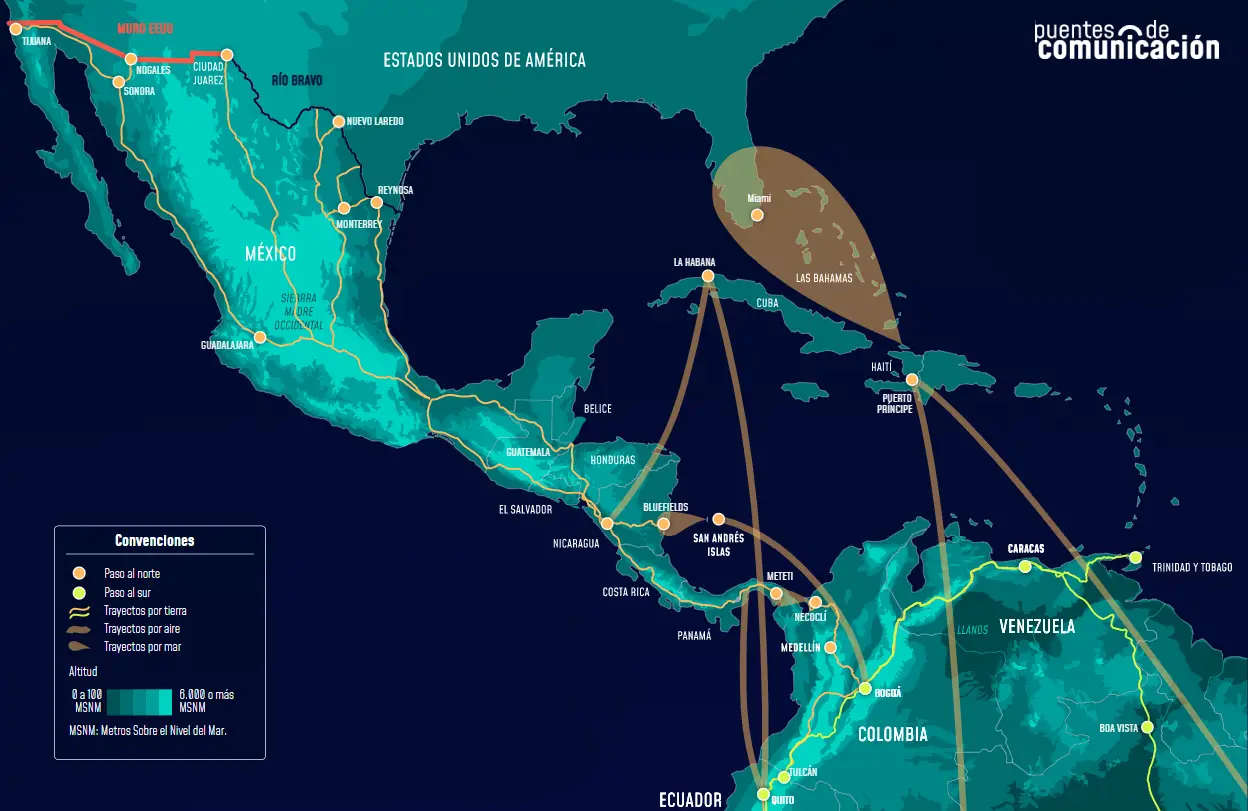 puentes de
comunicación
MURO EEUU
TIJUANA
NOGALES
SONORA
CIUDAD
JUAREZ
RÍO BRAVO
ESTADOS UNIDOS DE AMÉRICA
NUEVO LAREDO
REYNOSA
MONTERREY
MÉXICO
SIERRA
MADRE
OCCIDENTAL
GUADALAJARA
Miami
LA HABANA
LAS BAHAMAS
CUBA
HAITÍ
PUERTO
PRÍNCIPE
BELICE
GUATEMALA
HONDURAS
EL SALVADOR
BLUEFIELDS
NICARAGUA
SAN ANDRÉS
ISLAS
COSTA RICA
METETI
NECOCLÍ
PANAMÁ
MEDELLÍN
CARACAS
TRINIDAD Y TOBAGO
LLANOS
VENEZUELA
BOGOTÁ
COLOMBIA
BOA VISTA
TULCÁN
ECUADOR
QUITO
Convenciones
Paso al norte
Paso al sur
Trayectos por tierra
Trayectos por aire
Trayectos por mar
Altitud
0 a 100
MSNM
6.000 o más
MSNM
MSNM: Metros Sobre el Nivel del Mar.